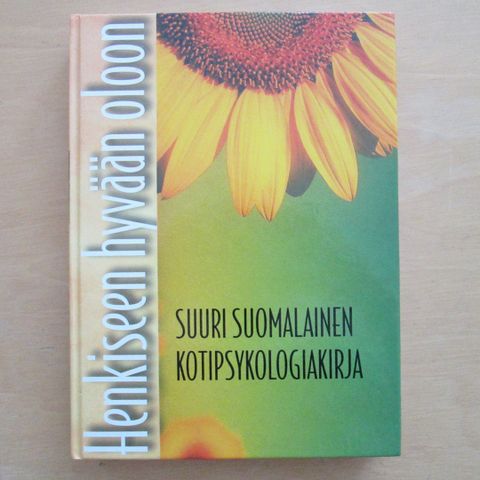 Henkiseen hyvään oloon
SUURI SUOMALAINEN
KOTIPSYKOLOGIAKIRJA